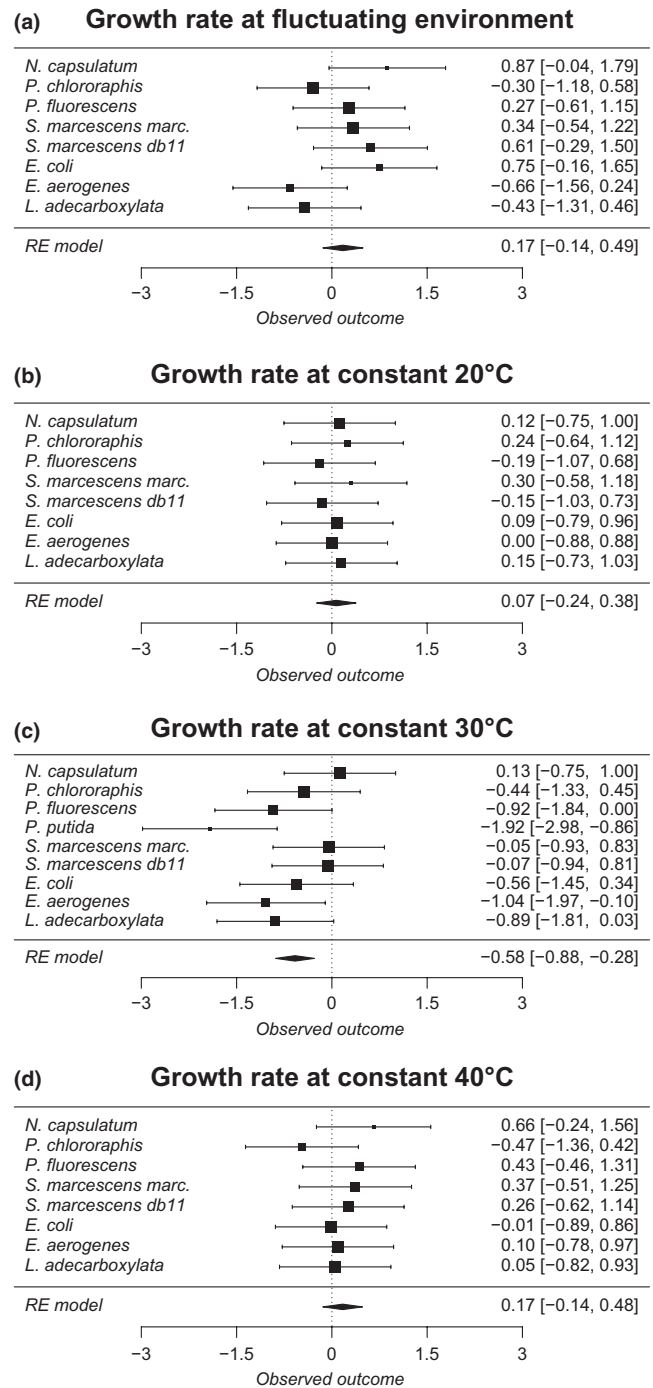 (a) Growth rate at fluctuating environment
N. capsulatum 0.87 [−0.04, 1.79]
P. chlororaphis −0.30 [−1.18, 0.58]
P. fluorescens 0.27 [−0.61, 1.15]
S. marcescens marc. 0.34 [−0.54, 1.22]
S. marcescens db11 0.61 [−0.29, 1.50]
E. coli 0.75 [−0.16, 1.65]
E. aerogenes −0.66 [−1.56, 0.24]
L. adecarboxylata −0.43 [−1.31, 0.46]
RE model 0.17 [−0.14, 0.49]
−3 −1.5 0 1.5 3
Observed outcome
(b) Growth rate at constant 20°C
N. capsulatum 0.12 [−0.75, 1.00]
P. chlororaphis 0.24 [−0.64, 1.12]
P. fluorescens −0.19 [−1.07, 0.68]
S. marcescens marc. 0.30 [−0.58, 1.18]
S. marcescens db11 −0.15 [−1.03, 0.73]
E. coli 0.09 [−0.79, 0.96]
E. aerogenes 0.00 [−0.88, 0.88]
L. adecarboxylata 0.15 [−0.73, 1.03]
RE model 0.07 [−0.24, 0.38]
−3 −1.5 0 1.5 3
Observed outcome
(c) Growth rate at constant 30°C
N. capsulatum 0.13 [−0.75, 1.00]
P. chlororaphis −0.44 [−1.33, 0.45]
P. fluorescens −0.92 [−1.84, 0.00]
P. putida −1.92 [−2.98, −0.86]
S. marcescens marc. −0.05 [−0.93, 0.83]
S. marcescens db11 −0.07 [−0.94, 0.81]
E. coli −0.56 [−1.45, 0.34]
E. aerogenes −1.04 [−1.97, −0.10]
L. adecarboxylata −0.89 [−1.81, 0.03]
RE model −0.58 [−0.88, −0.28]
−3 −1.5 0 1.5 3
Observed outcome
(d) Growth rate at constant 40°C
N. capsulatum 0.66 [−0.24, 1.56]
P. chlororaphis −0.47 [−1.36, 0.42]
P. fluorescens 0.43 [−0.46, 1.31]
S. marcescens marc. 0.37 [−0.51, 1.25]
S. marcescens db11 0.26 [−0.62, 1.14]
E. coli −0.01 [−0.89, 0.86]
E. aerogenes 0.10 [−0.78, 0.97]
L. adecarboxylata 0.05 [−0.82, 0.93]
RE model 0.17 [−0.14, 0.48]
−3 −1.5 0 1.5 3
Observed outcome